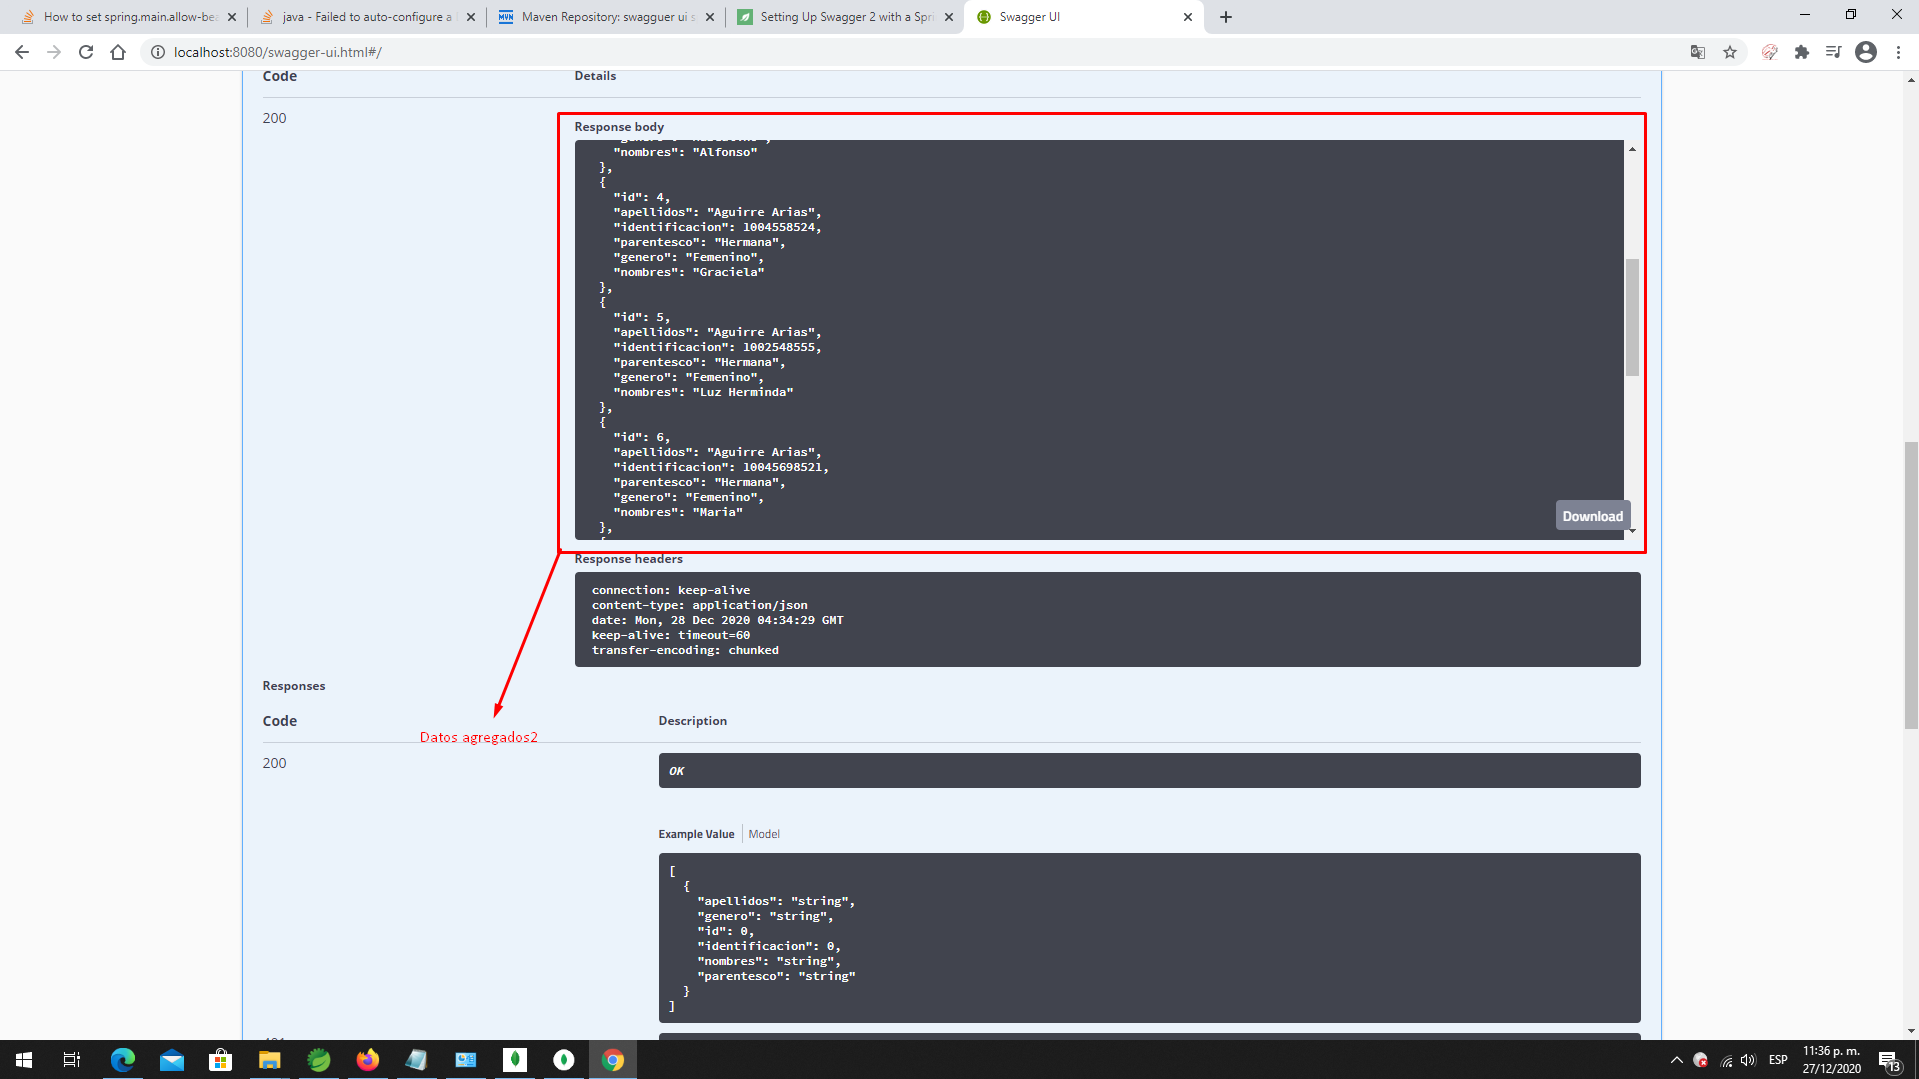 How to set spring.main.allow-bea
java - Failed to auto-configure a
Maven Repository: swagguer ui s
Setting Up Swagger 2 with a Spri
Swagger UI
localhost:8080/swagger-ui.html#/
Code
Details
200
Response body
"nombres": "Alfonso"
},
{
"id": 4,
"apellidos": "Aguirre Arias",
"identificacion": 1004558524,
"parentesco": "Hermana",
"genero": "Femenino",
"nombres": "Graciela"
},
{
"id": 5,
"apellidos": "Aguirre Arias",
"identificacion": 1002548555,
"parentesco": "Hermana",
"genero": "Femenino",
"nombres": "Luz Herminda"
},
{
"id": 6,
"apellidos": "Aguirre Arias",
"identificacion": 10045698521,
"parentesco": "Hermana",
"genero": "Femenino",
"nombres": "Maria"
},
Download
Response headers
connection: keep-alive
content-type: application/json
date: Mon, 28 Dec 2020 04:34:29 GMT
keep-alive: timeout=60
transfer-encoding: chunked
Responses
Code
Description
Datos agregados2
200
OK
Example Value
Model
[
{
"apellidos": "string",
"genero": "string",
"id": 0,
"identificacion": 0,
"nombres": "string",
"parentesco": "string"
}
]
ESP
11:36 p. m.
27/12/2020
13